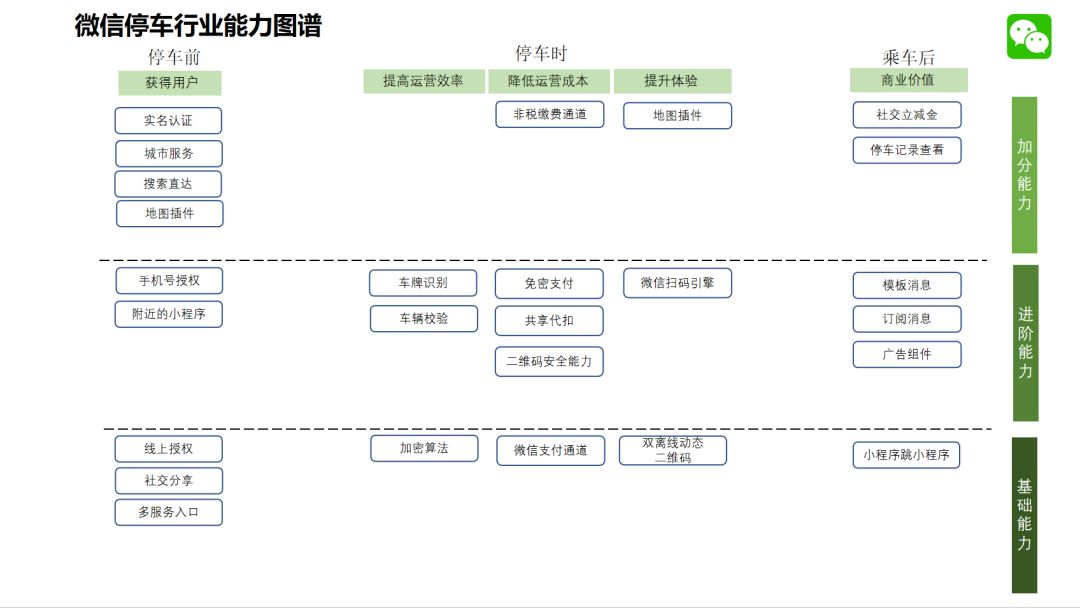 微信停车行业能力图谱
停车前
停车时
乘车后
获得用户
提高运营效率
降低运营成本
提升体验
商业价值
实名认证
城市服务
搜索直达
地图插件
非税缴费通道
地图插件
社交立减金
停车记录查看
加分能力
手机号授权
附近的小程序
车牌识别
车辆校验
免密支付
共享代扣
二维码安全能力
微信扫码引擎
模板消息
订阅消息
广告组件
进阶能力
线上授权
社交分享
多服务入口
加密算法
微信支付通道
双离线动态
二维码
小程序跳小程序
基础能力